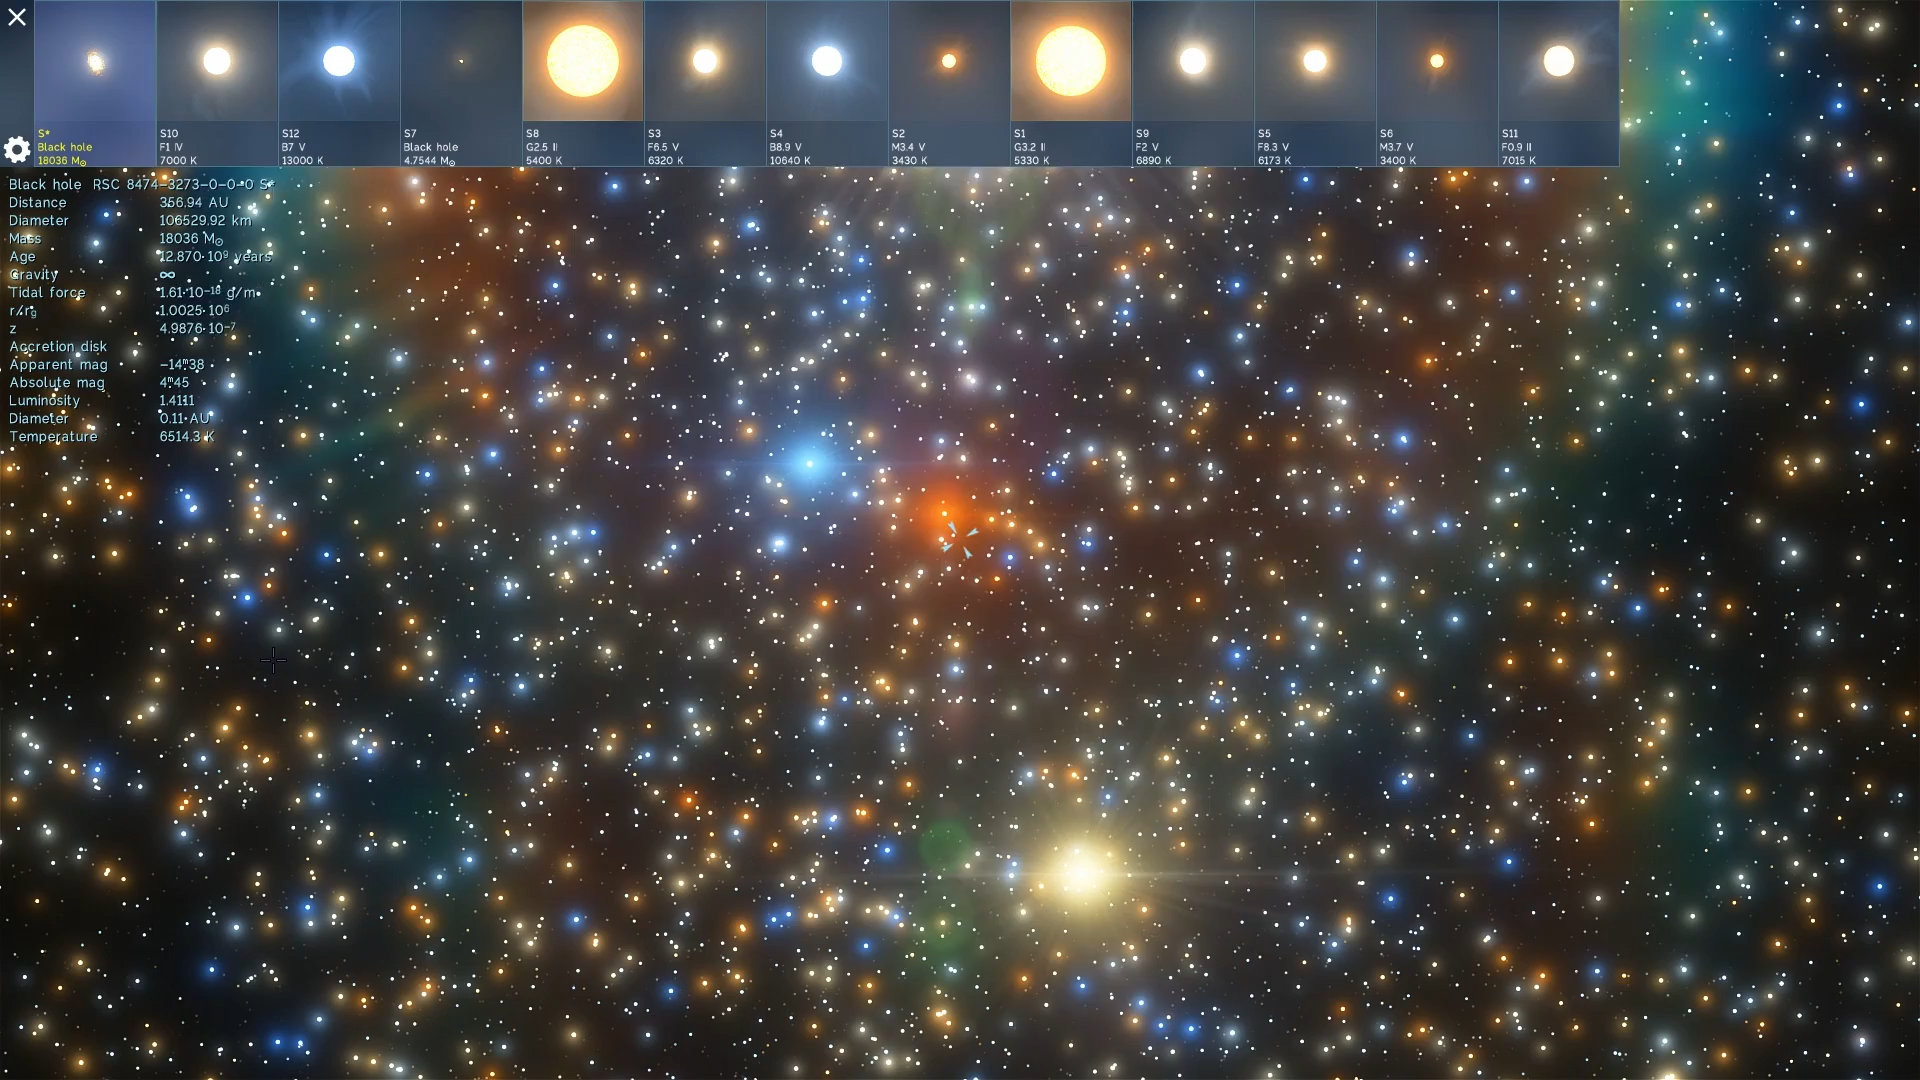 S*
Black hole
18036 M☉
S10
F1 IV
7000 K
S12
B7 V
13000 K
S7
Black hole
4.7544 M☉
S8
G2.5 II
5400 K
S3
F6.5 V
6320 K
S4
B8.9 V
10640 K
S2
M3.4 V
3430 K
S1
G3.2 II
5330 K
S9
F2 V
6890 K
S5
F8.3 V
6173 K
S6
M3.7 V
3400 K
S11
F0.9 II
7015 K
Black hole RSC 8474-3273-0-0-0 S*
Distance 356.94 AU
Diameter 106529.92 km
Mass 18036 M☉
Age 12.870·10⁹ years
Gravity ∞
Tidal force 1.61·10⁻¹⁸ g/m
r/rg 1.0025·10⁶
z 4.9876·10⁻⁷
Accretion disk
Apparent mag −14ᵐ38
Absolute mag 4ᵐ45
Luminosity 1.4111
Diameter 0.11 AU
Temperature 6514.3 K